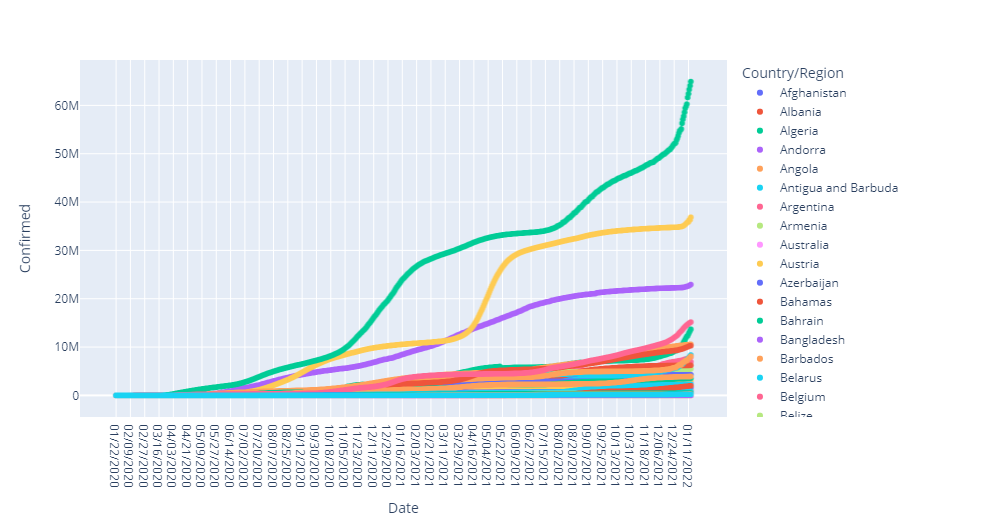 Country/Region
Afghanistan
Albania
Algeria
Andorra
Angola
Antigua and Barbuda
Argentina
Armenia
Australia
Austria
Azerbaijan
Bahamas
Bahrain
Bangladesh
Barbados
Belarus
Belgium
Belize
60M
50M
40M
30M
20M
10M
0
Confirmed
01/22/2020
02/09/2020
02/27/2020
03/16/2020
04/03/2020
04/21/2020
05/09/2020
05/27/2020
06/14/2020
07/02/2020
07/20/2020
08/07/2020
08/25/2020
09/12/2020
09/30/2020
10/18/2020
11/05/2020
11/23/2020
12/11/2020
12/29/2020
01/16/2021
02/03/2021
02/21/2021
03/11/2021
03/29/2021
04/16/2021
05/04/2021
05/22/2021
06/09/2021
06/27/2021
07/15/2021
08/02/2021
08/20/2021
09/07/2021
09/25/2021
10/13/2021
10/31/2021
11/18/2021
12/06/2021
12/24/2021
01/11/2022
Date